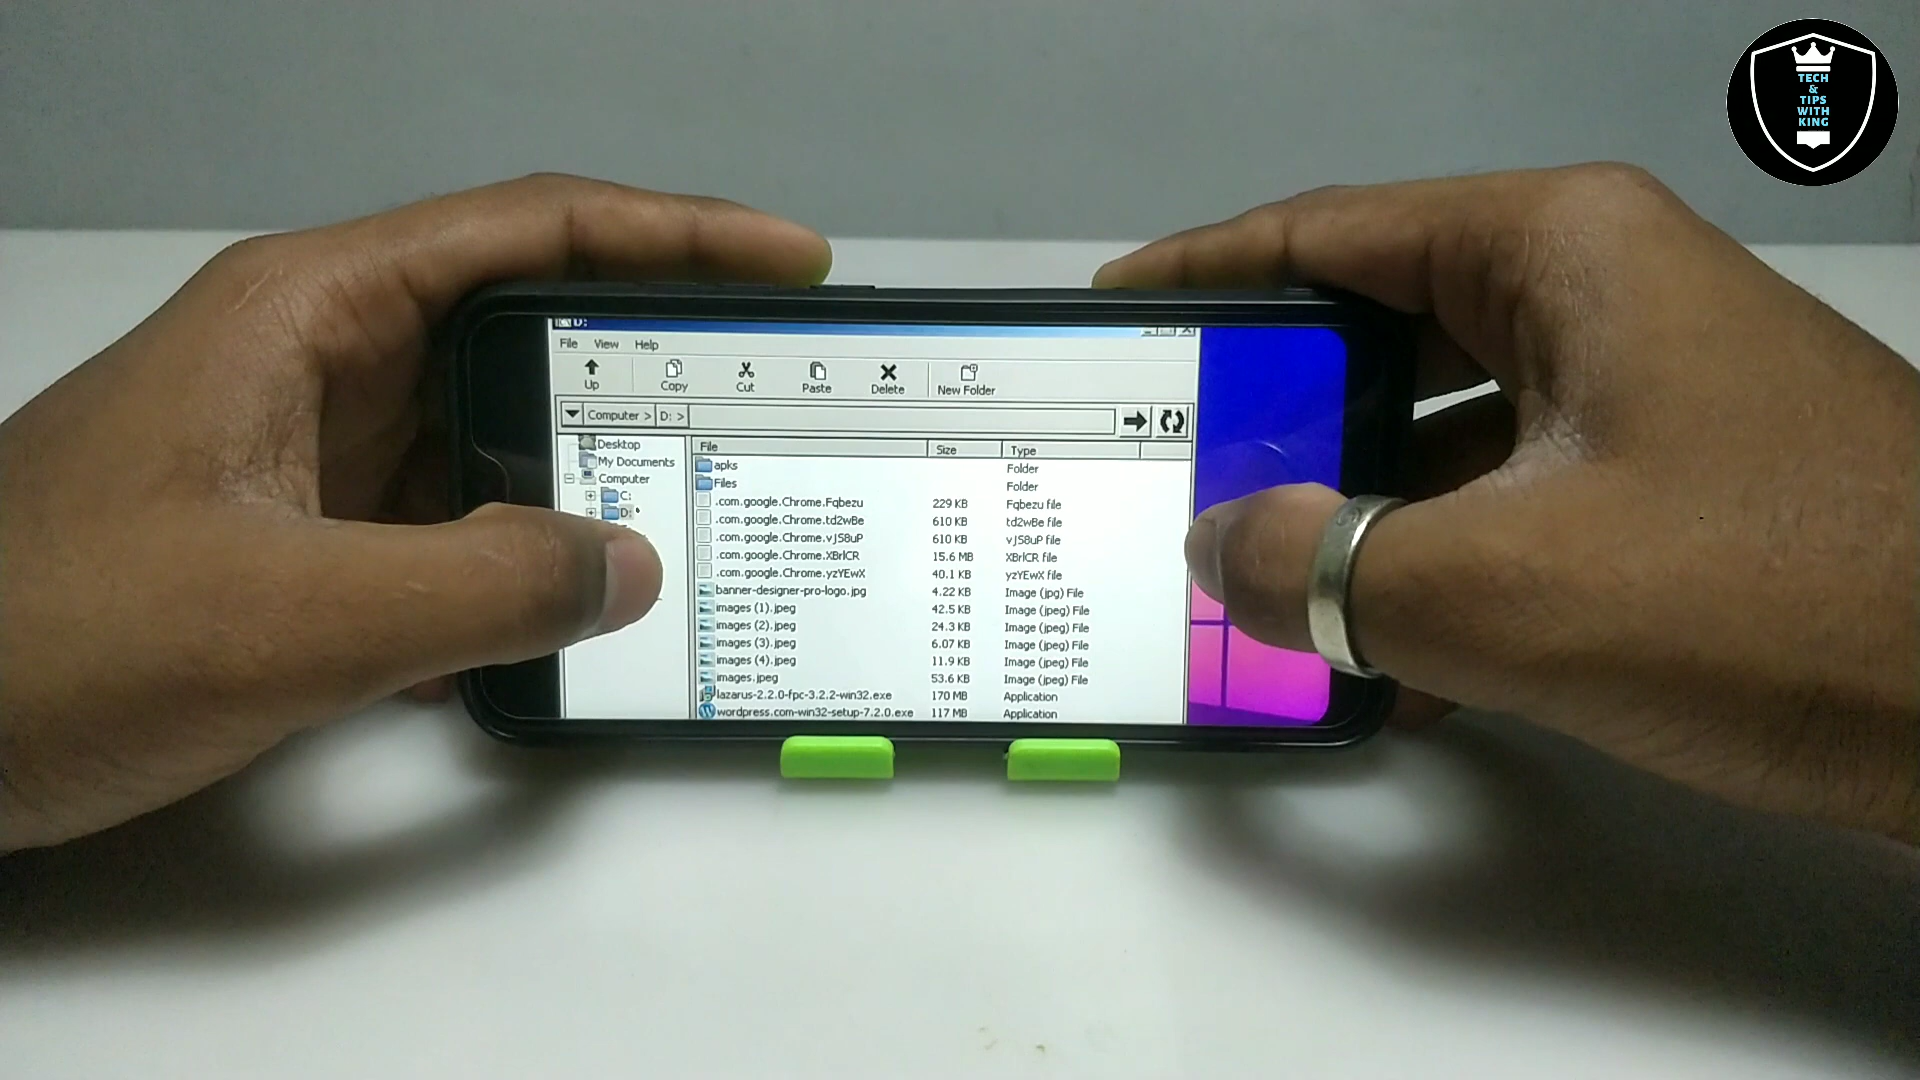 TECH
&
TIPS
WITH
KING
D:
File View Help
Up Copy Cut Paste Delete New Folder
Computer > D: >
Desktop
My Documents
Computer
C:
D:
File Size Type
apks Folder
Files Folder
.com.google.Chrome.Fqbezu 229 KB Fqbezu file
.com.google.Chrome.td2wBe 610 KB td2wBe file
.com.google.Chrome.vJS8uP 610 KB vJS8uP file
.com.google.Chrome.XBrlCR 15.6 MB XBrlCR file
.com.google.Chrome.yzYEwX 40.1 KB yzYEwX file
banner-designer-pro-logo.jpg 4.22 KB Image (jpg) File
images (1).jpeg 42.5 KB Image (jpeg) File
images (2).jpeg 24.3 KB Image (jpeg) File
images (3).jpeg 6.07 KB Image (jpeg) File
images (4).jpeg 11.9 KB Image (jpeg) File
images.jpeg 53.6 KB Image (jpeg) File
lazarus-2.2.0-fpc-3.2.2-win32.exe 170 MB Application
wordpress.com-win32-setup-7.2.0.exe 117 MB Application